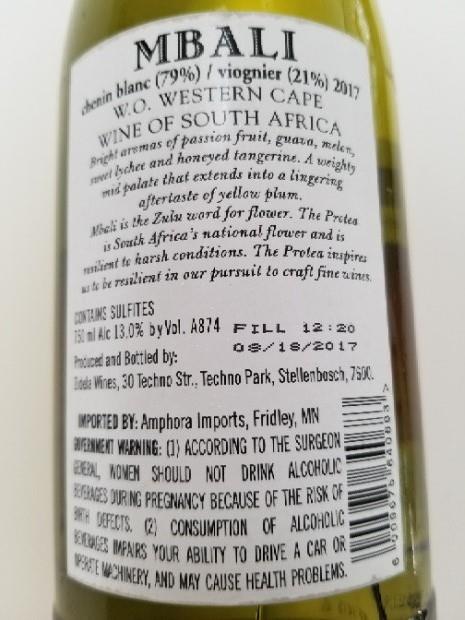 MBALI
chenin blanc (79%) / viognier (21%) 2017
W.O. WESTERN CAPE
WINE OF SOUTH AFRICA
Bright aromas of passion fruit, guava, melon,
sweet lychee and honeyed tangerine. A weighty
mid palate that extends into a lingering
aftertaste of yellow plum.
Mbali is the Zulu word for flower. The Protea
is South Africa's national flower and is
resilient to harsh conditions. The Protea inspires
us to be resilient in our pursuit to craft fine wines.
CONTAINS SULFITES
750 ml Alc 13.0% by Vol. A874 FILL 12:20
Produced and Bottled by: 08/18/2017
Wines, 30 Techno Str., Techno Park, Stellenbosch, 7600.
IMPORTED BY: Amphora Imports, Fridley, MN
GOVERNMENT WARNING: (1) ACCORDING TO THE SURGEON
GENERAL, WOMEN SHOULD NOT DRINK ALCOHOLIC
BEVERAGES DURING PREGNANCY BECAUSE OF THE RISK OF
BIRTH DEFECTS. (2) CONSUMPTION OF ALCOHOLIC
BEVERAGES IMPAIRS YOUR ABILITY TO DRIVE A CAR OR
OPERATE MACHINERY, AND MAY CAUSE HEALTH PROBLEMS.